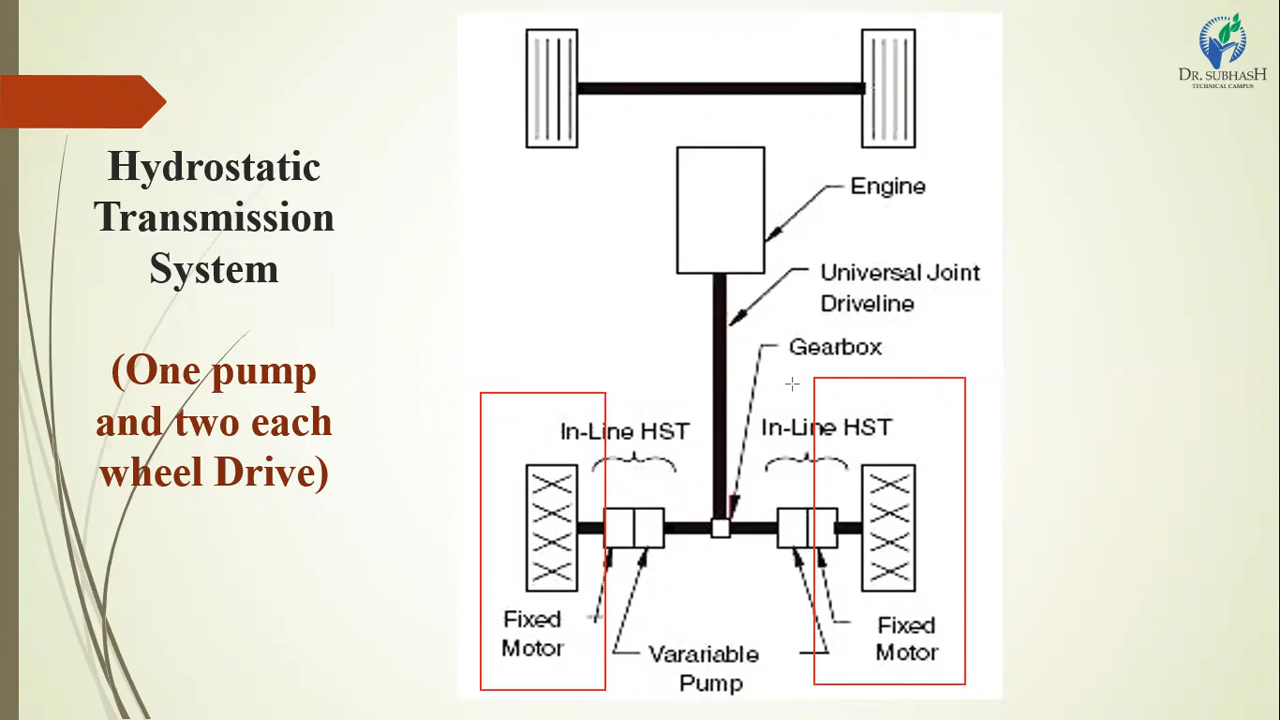 Hydrostatic
Transmission
System
(One pump
and two each
wheel Drive)
Engine
Universal Joint
Driveline
Gearbox
In-Line HST
In-Line HST
Fixed
Motor
Varariable
Pump
Fixed
Motor
DR. SUBHASH
TECHNICAL CAMPUS